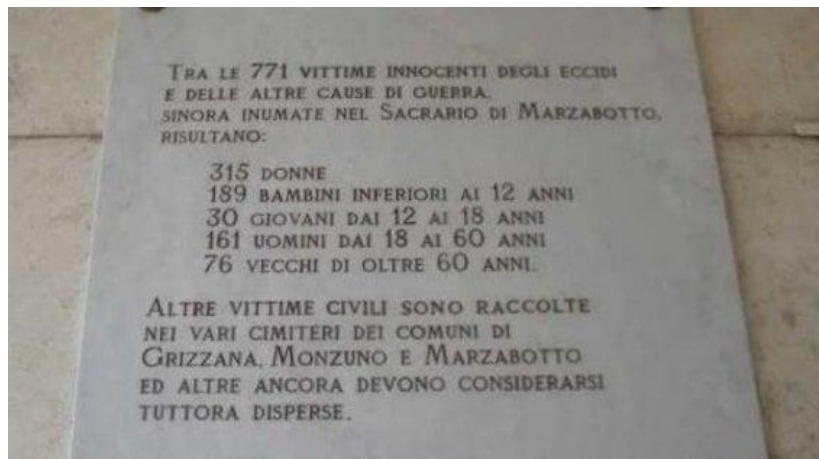 TRA LE 771 VITTIME INNOCENTI DEGLI ECCIDI
E DELLE ALTRE CAUSE DI GUERRA,
SINORA INUMATE NEL SACRARIO DI MARZABOTTO,
RISULTANO:
315 DONNE
189 BAMBINI INFERIORI AI 12 ANNI
30 GIOVANI DAI 12 AI 18 ANNI
161 UOMINI DAI 18 AI 60 ANNI
76 VECCHI DI OLTRE 60 ANNI.
ALTRE VITTIME CIVILI SONO RACCOLTE
NEI VARI CIMITERI DEI COMUNI DI
GRIZZANA, MONZUNO E MARZABOTTO
ED ALTRE ANCORA DEVONO CONSIDERARSI
TUTTORA DISPERSE.